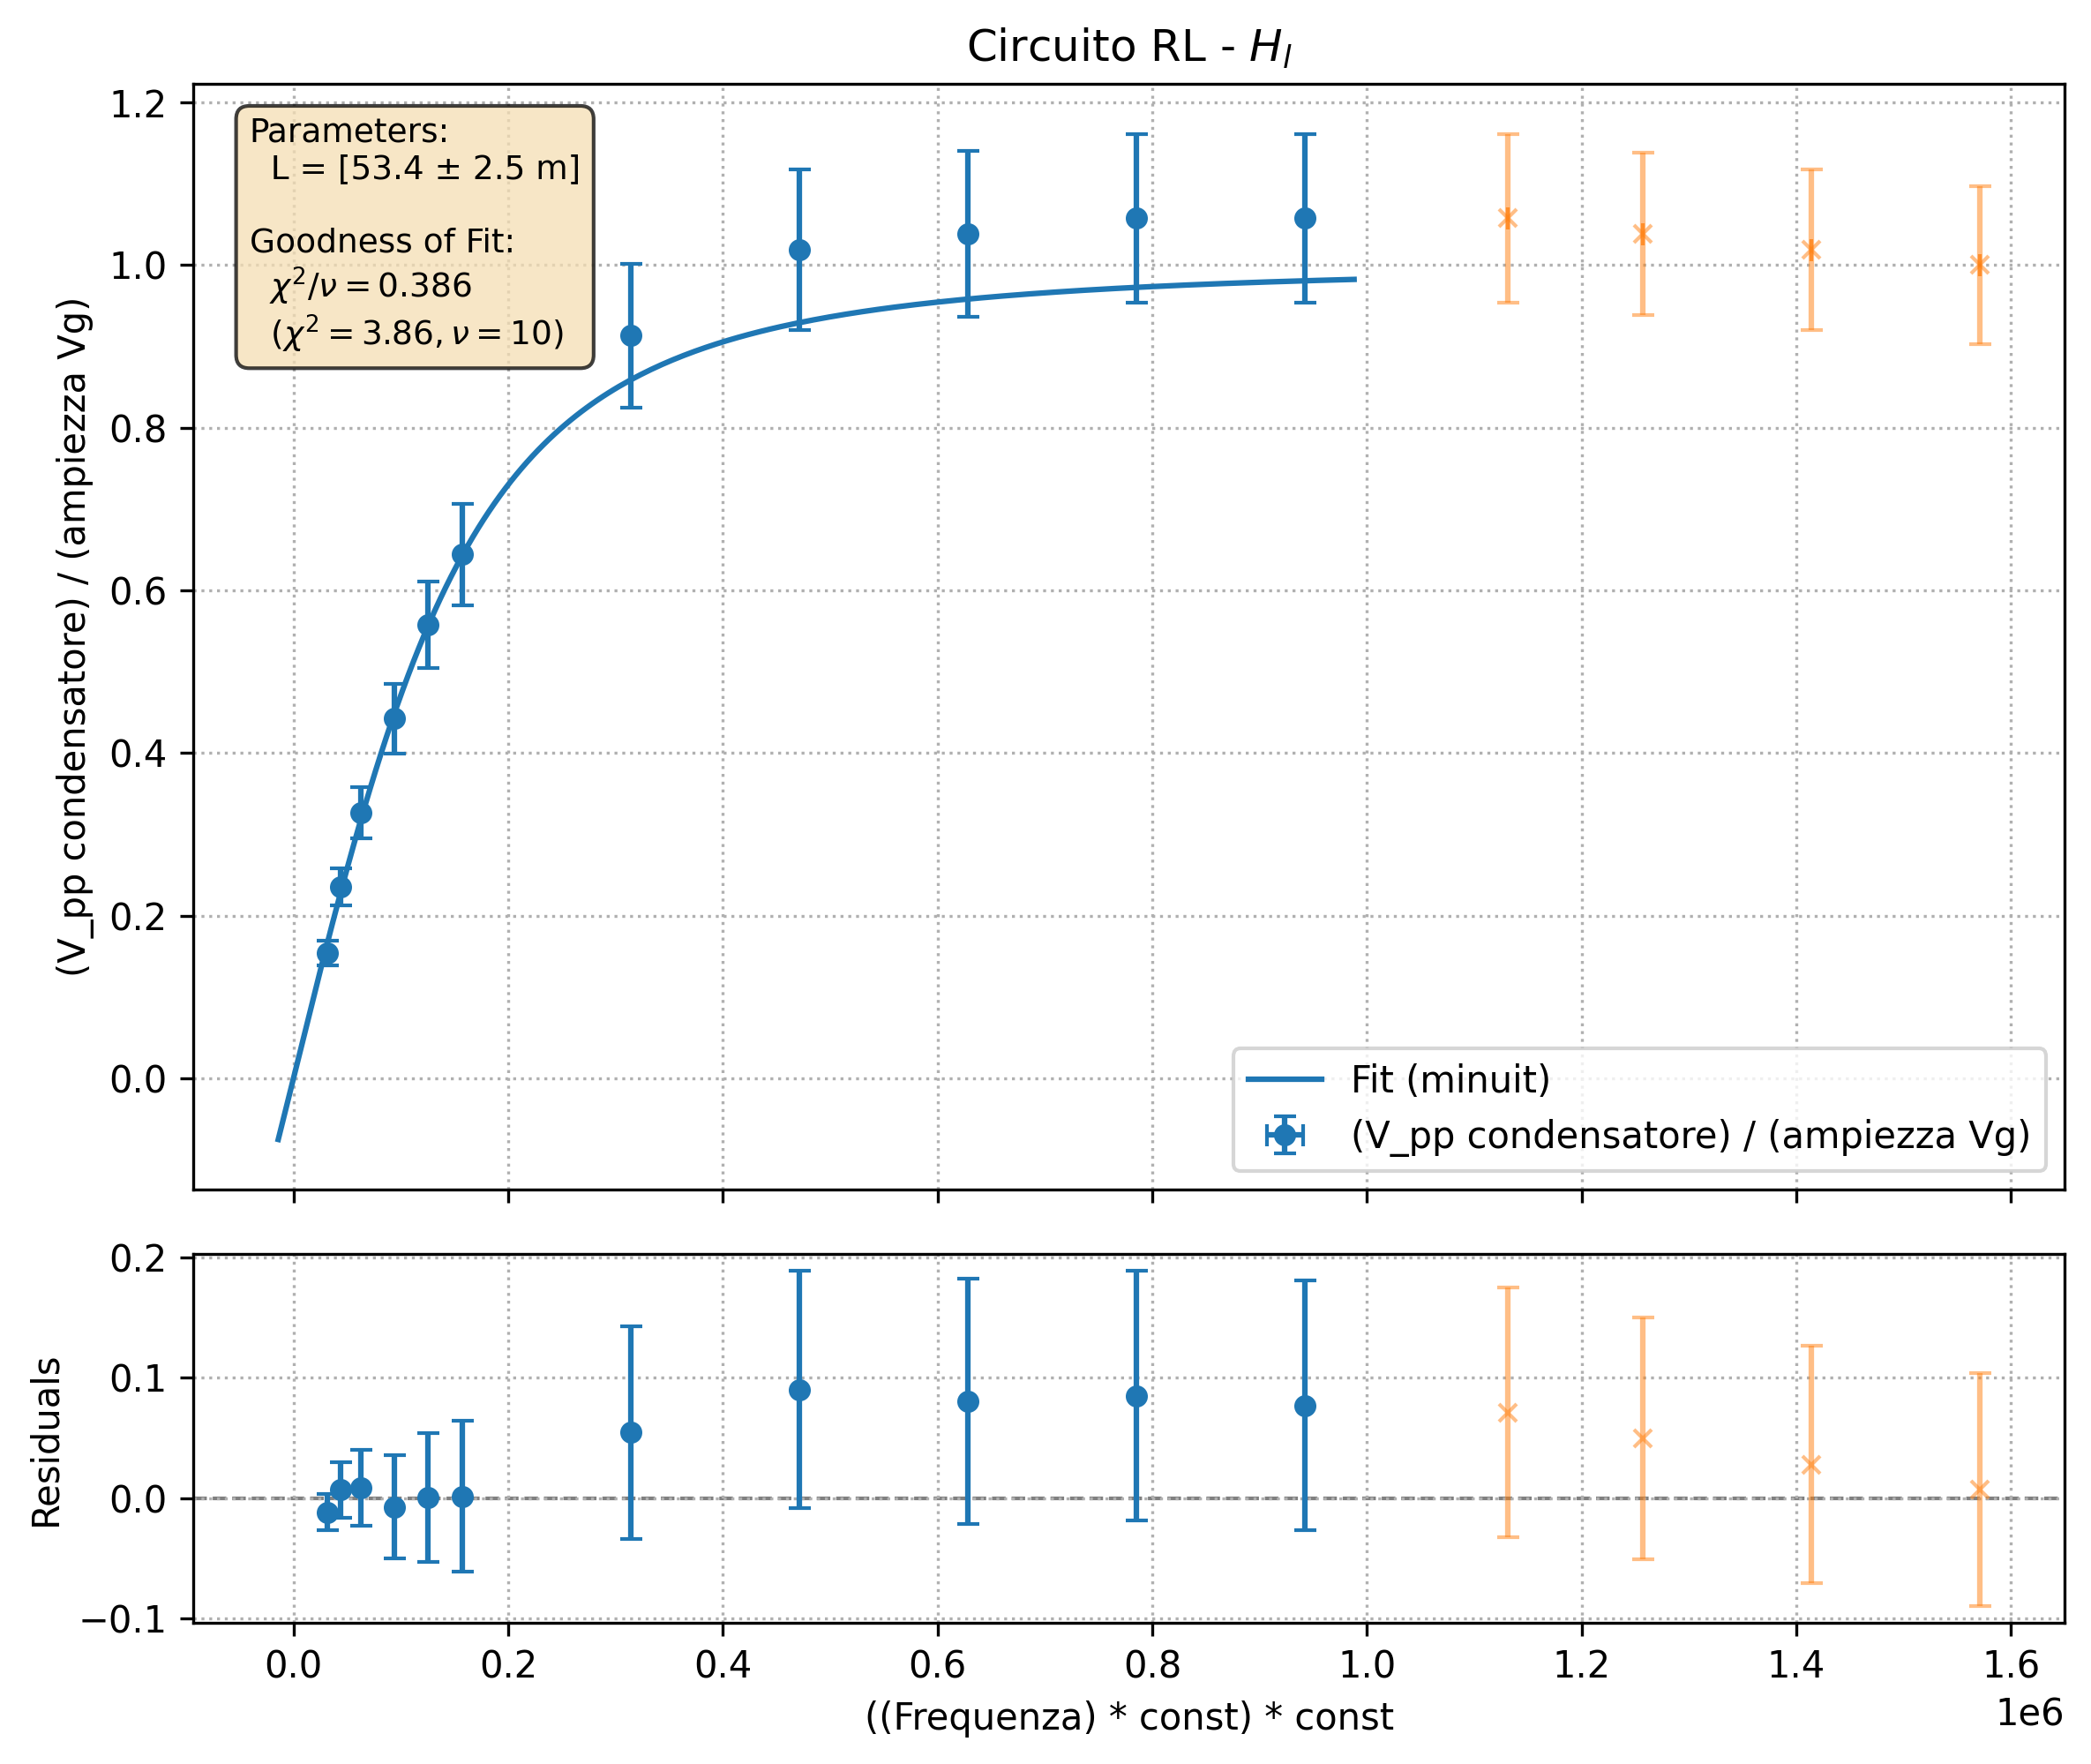 Circuito RL - $H_l$
Parameters:
L = [53.4 ± 2.5 m]
Goodness of Fit:
$\chi^2/\nu = 0.386$
($\chi^2 = 3.86, \nu = 10$)
(V_pp condensatore) / (ampiezza Vg)
1.2
1.0
0.8
0.6
0.4
0.2
0.0
Fit (minuit)
(V_pp condensatore) / (ampiezza Vg)
Residuals
0.2
0.1
0.0
−0.1
0.0 0.2 0.4 0.6 0.8 1.0 1.2 1.4 1.6
1e6
((Frequenza) * const) * const